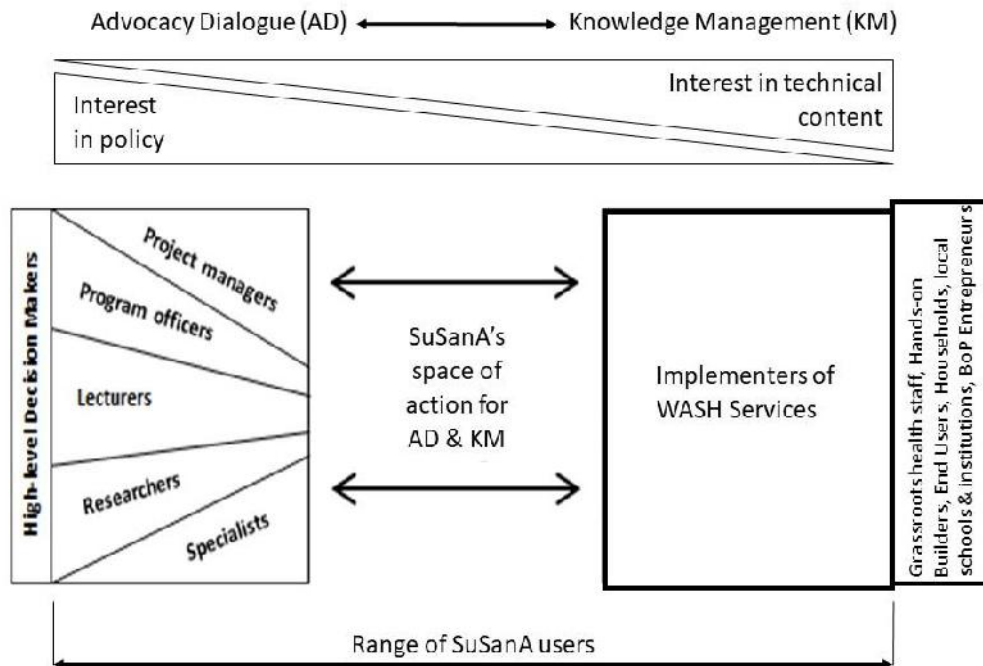 Advocacy Dialogue (AD)
Knowledge Management (KM)
Interest
in policy
Interest in technical
content
High-level Decision Makers
Project managers
Program officers
Lecturers
Researchers
Specialists
SuSanA's
space of
action for
AD & KM
Implementers of
WASH Services
Grassroots health staff, Hands-on
Builders, End Users, Households, local
schools & institutions, BoP Entrepreneurs
Range of SuSanA users